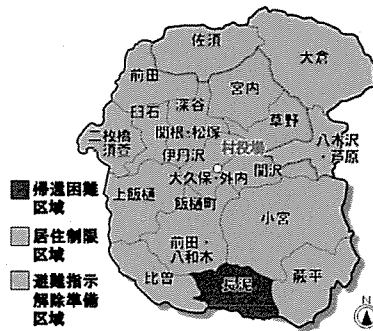 佐須
大倉
前田
宮内
臼石
深谷
草野
二枚橋・
須萱
関根・松塚
八木沢
・芦原
村役場
伊丹沢
関沢
大久保・外内
上飯樋
飯樋町
小宮
前田・
八和木
比曽
長泥
蕨平
帰還困難
区域
居住制限
区域
避難指示
解除準備
区域
N